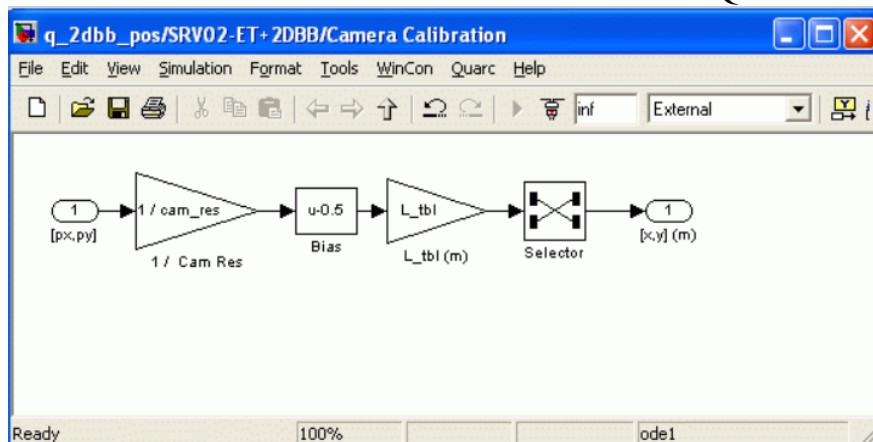 q_2dbb_pos/SRV02-ET+2DBB/Camera Calibration
File Edit View Simulation Format Tools WinCon Quarc Help
inf External
1 1 / cam_res u-0.5 L_tbl 1
[px,py] Bias L_tbl (m) Selector [x,y] (m)
1 / Cam Res
Ready 100% ode1